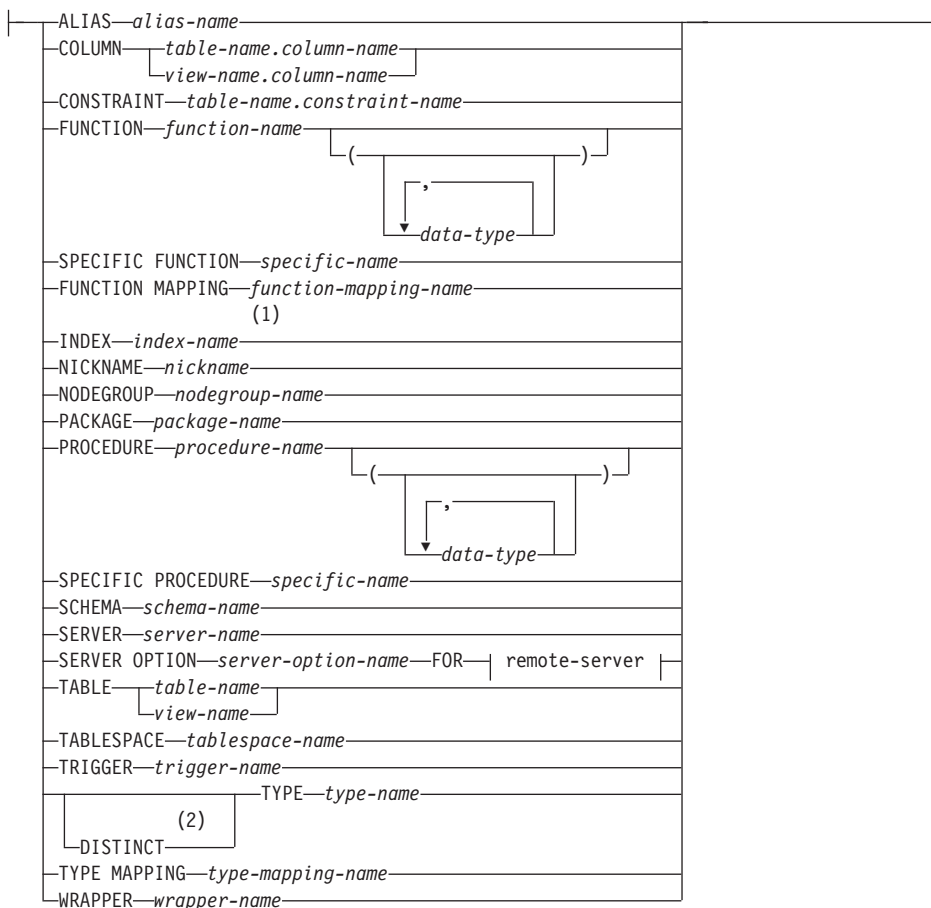 ALIAS alias-name
COLUMN table-name.column-name
view-name.column-name
CONSTRAINT table-name.constraint-name
FUNCTION function-name
( )
,
data-type
SPECIFIC FUNCTION specific-name
FUNCTION MAPPING function-mapping-name
(1)
INDEX index-name
NICKNAME nickname
NODEGROUP nodegroup-name
PACKAGE package-name
PROCEDURE procedure-name
( )
,
data-type
SPECIFIC PROCEDURE specific-name
SCHEMA schema-name
SERVER server-name
SERVER OPTION server-option-name FOR remote-server
TABLE table-name
view-name
TABLESPACE tablespace-name
TRIGGER trigger-name
TYPE type-name
(2)
DISTINCT
TYPE MAPPING type-mapping-name
WRAPPER wrapper-name